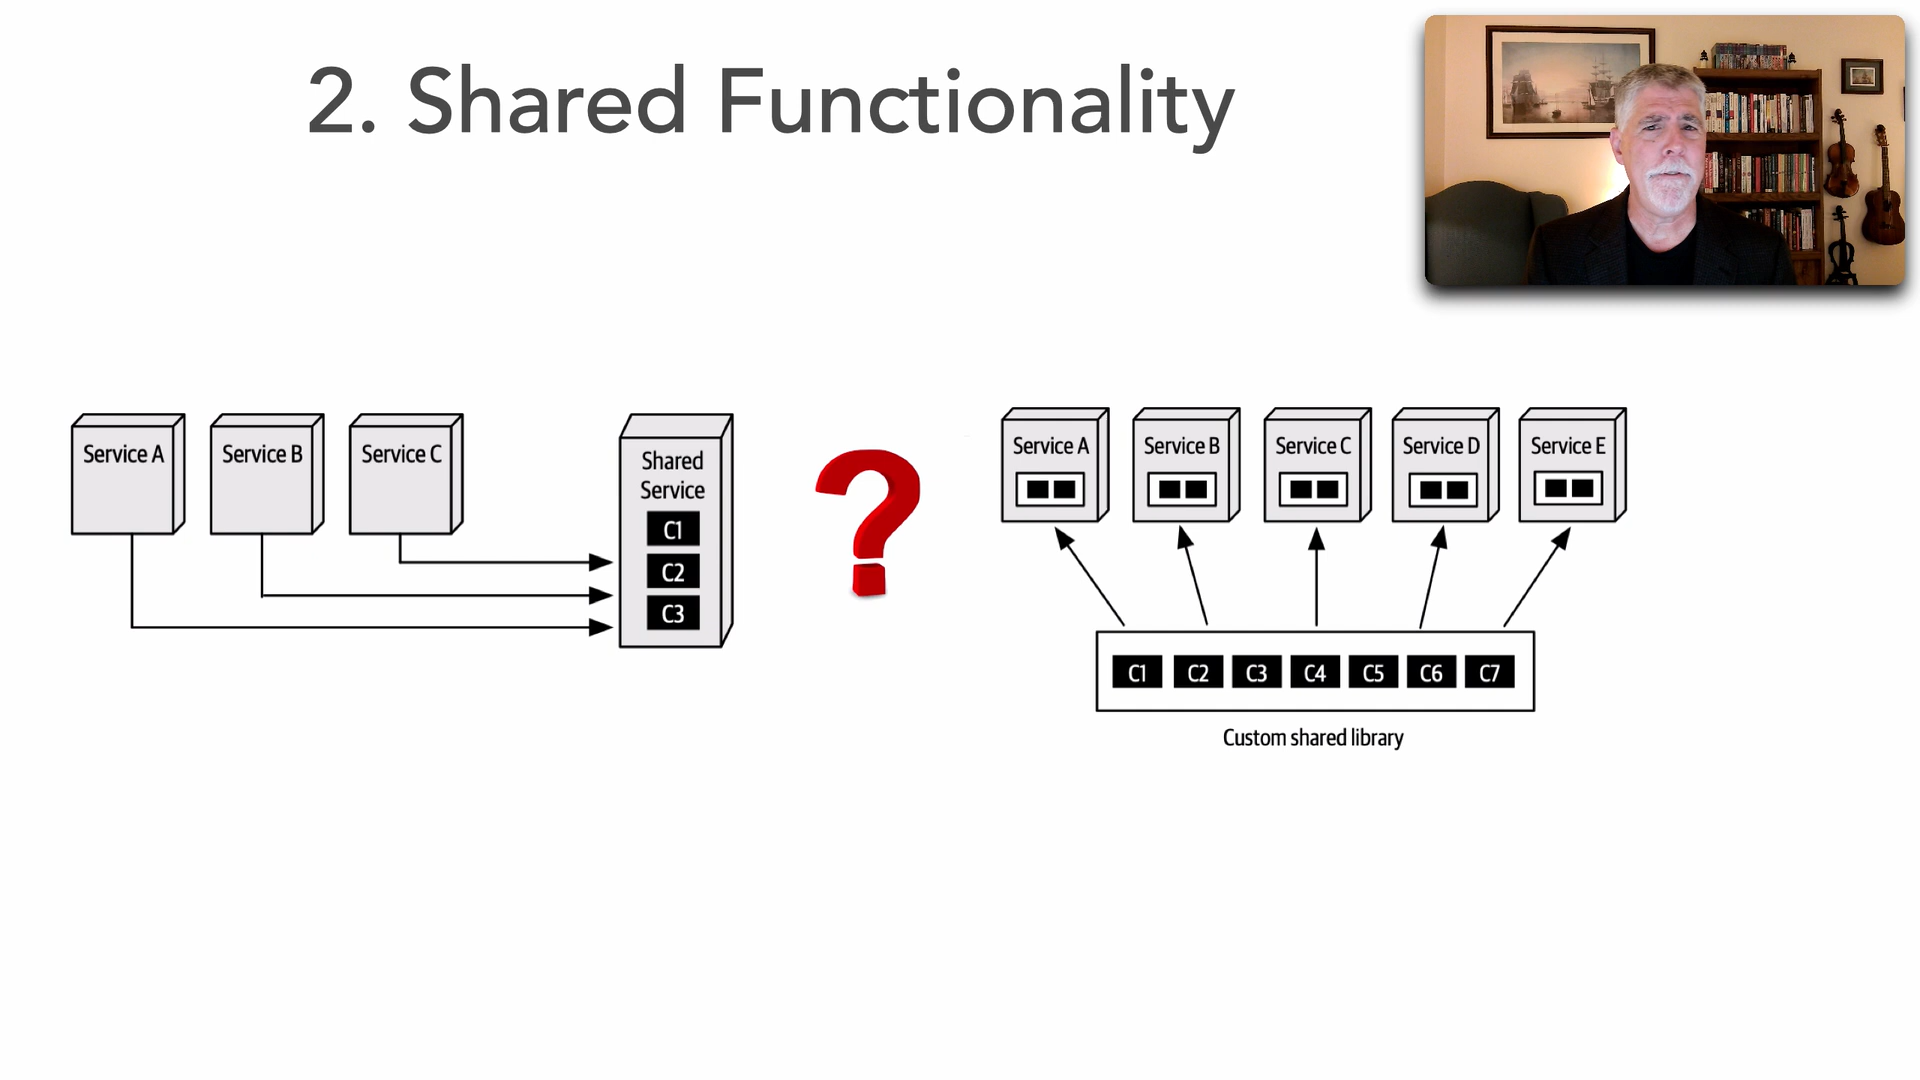 2. Shared Functionality
Service A
Service B
Service C
Shared
Service
C1
C2
C3
?
Service A
Service B
Service C
Service D
Service E
C1 C2 C3 C4 C5 C6 C7
Custom shared library